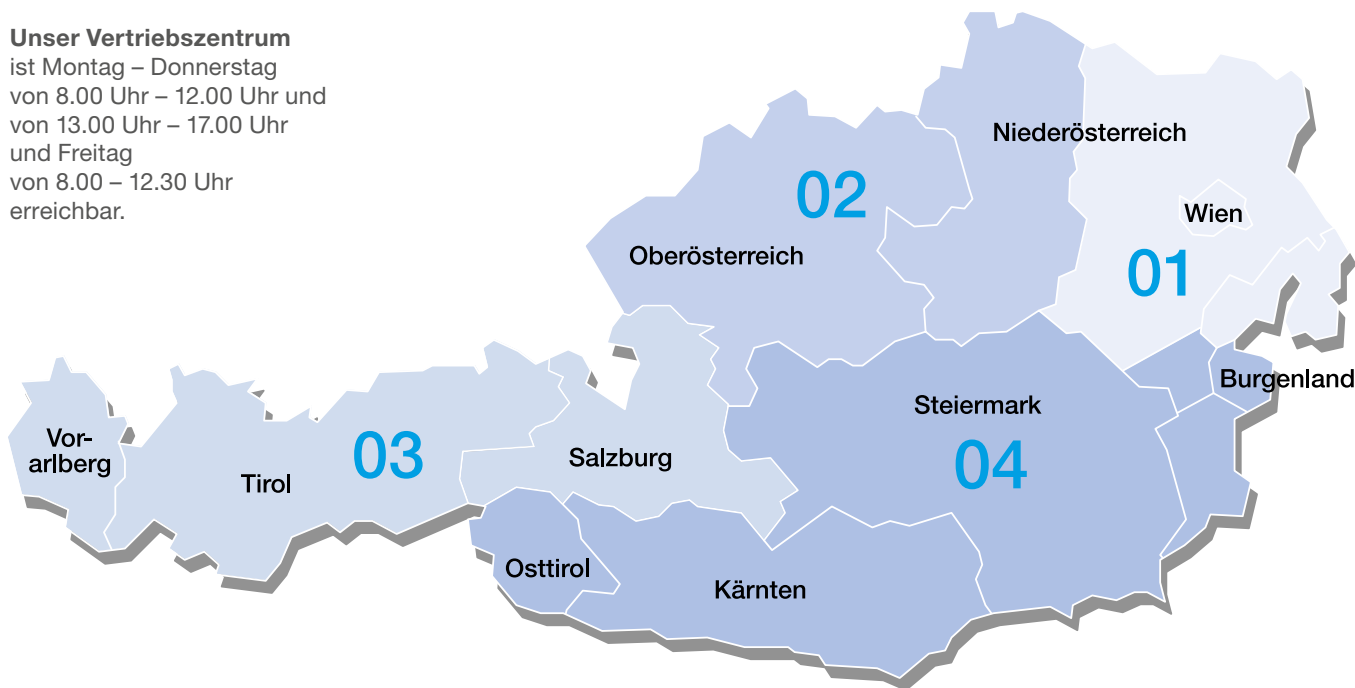 Unser Vertriebszentrum
ist Montag – Donnerstag
von 8.00 Uhr – 12.00 Uhr und
von 13.00 Uhr – 17.00 Uhr
und Freitag
von 8.00 – 12.30 Uhr
erreichbar.
Niederösterreich
02
Wien
Oberösterreich
01
Burgenland
Steiermark
Vor-
arlberg
03
Salzburg
04
Tirol
Osttirol
Kärnten